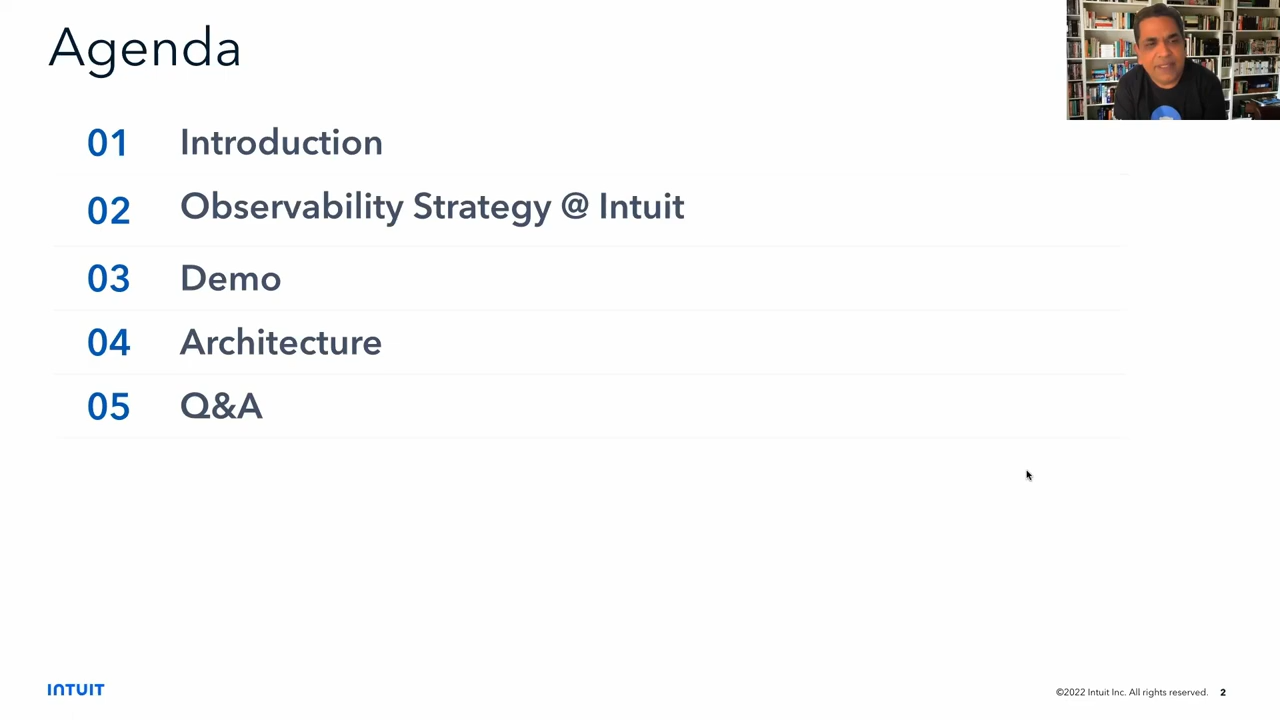 Agenda
01 Introduction
02 Observability Strategy @ Intuit
03 Demo
04 Architecture
05 Q&A
INTUIT
©2022 Intuit Inc. All rights reserved. 2